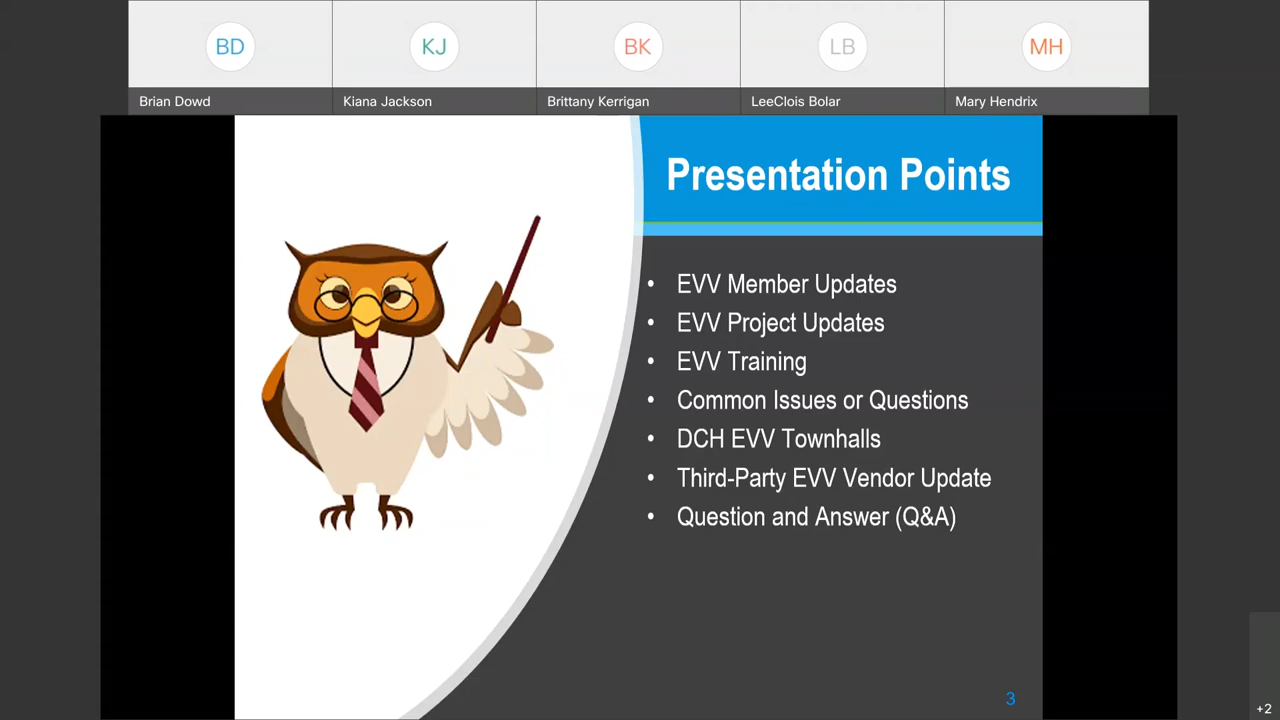 BD
KJ
BK
LB
MH
Brian Dowd
Kiana Jackson
Brittany Kerrigan
LeeClois Bolar
Mary Hendrix
Presentation Points
• EVV Member Updates
• EVV Project Updates
• EVV Training
• Common Issues or Questions
• DCH EVV Townhalls
• Third-Party EVV Vendor Update
• Question and Answer (Q&A)
3
+2